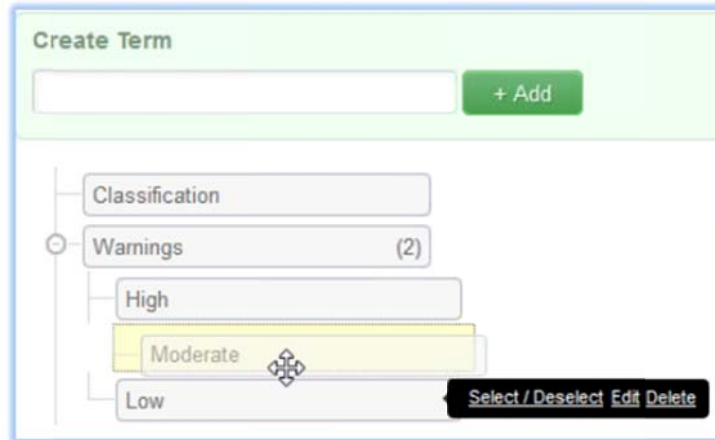 Create Term
+ Add
Classification
Warnings (2)
High
Moderate
Low
Select / Deselect Edit Delete